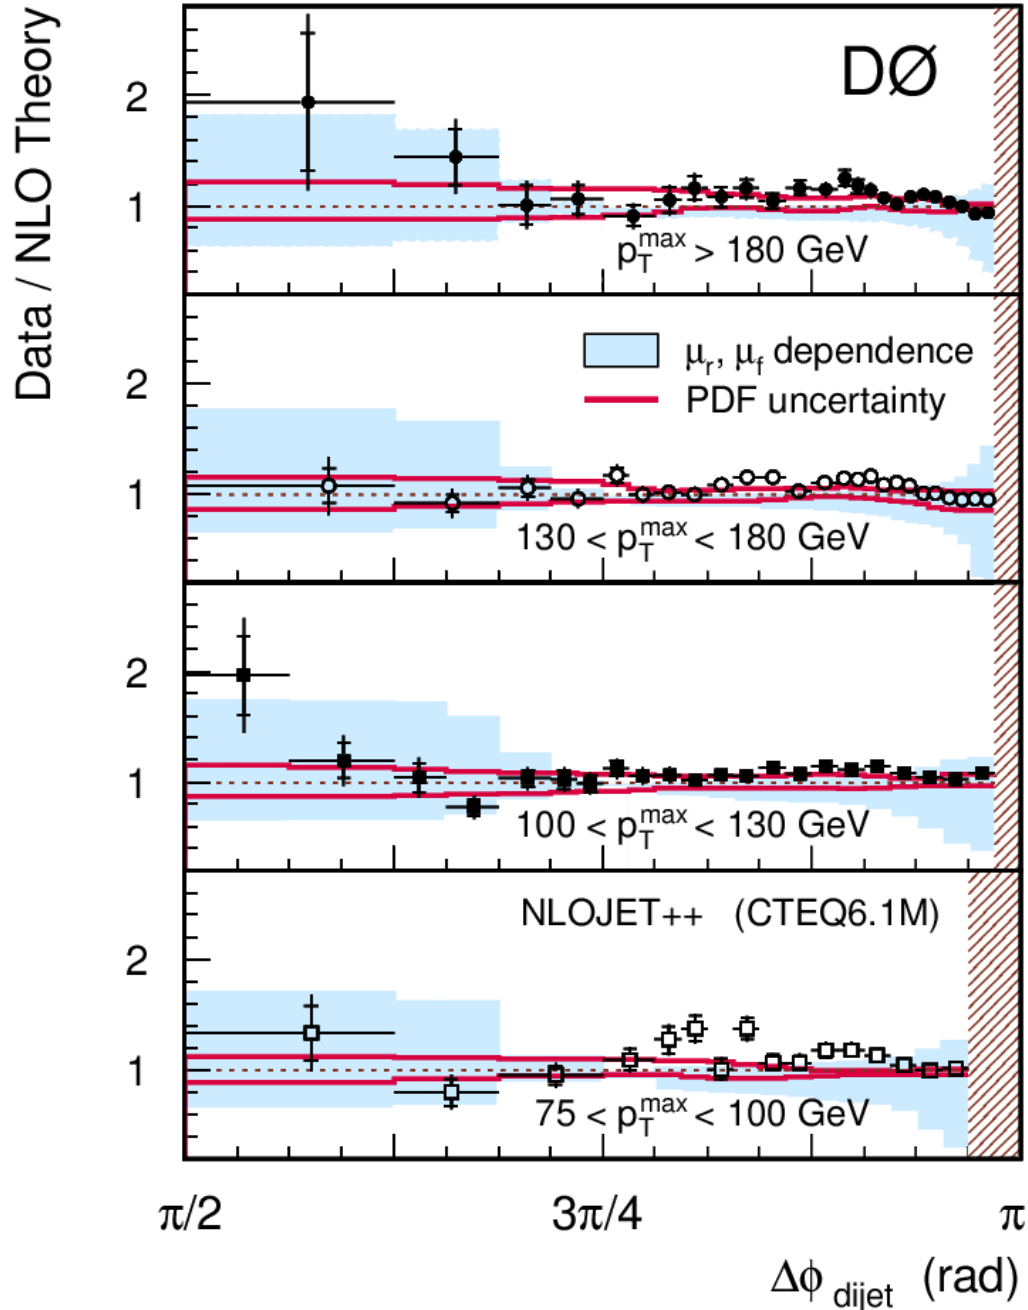 Data / NLO Theory
DØ
2
1
p_T^max > 180 GeV
μ_r, μ_f dependence
PDF uncertainty
2
1
130 < p_T^max < 180 GeV
2
1
100 < p_T^max < 130 GeV
NLOJET++ (CTEQ6.1M)
2
1
75 < p_T^max < 100 GeV
π/2 3π/4 π
Δϕ dijet (rad)